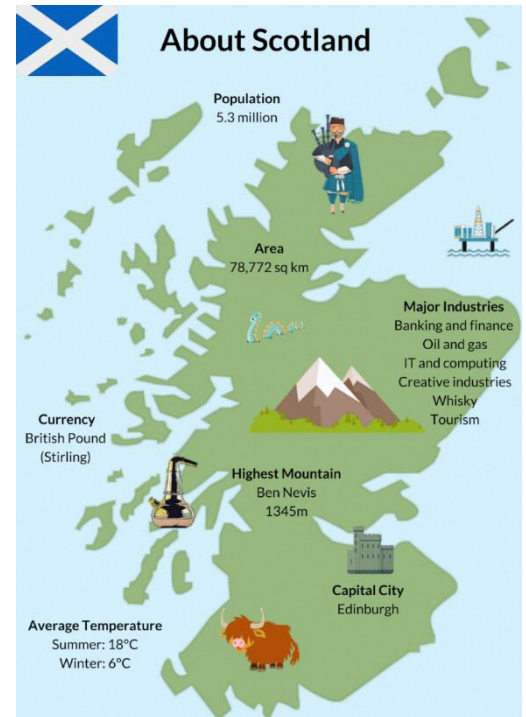 About Scotland
Population
5.3 million
Area
78,772 sq km
Major Industries
Banking and finance
Oil and gas
IT and computing
Creative industries
Whisky
Tourism
Currency
British Pound
(Stirling)
Highest Mountain
Ben Nevis
1345m
Capital City
Edinburgh
Average Temperature
Summer: 18°C
Winter: 6°C